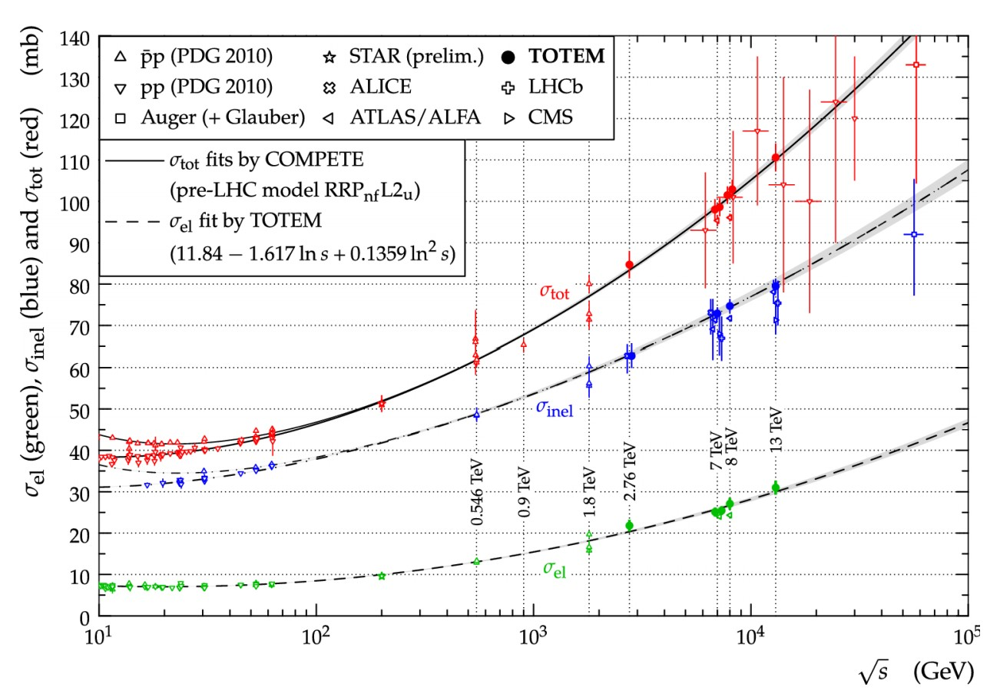 σel (green), σinel (blue) and σtot (red) (mb)
140
130
120
110
100
90
80
70
60
50
40
30
20
10
0
p̄p (PDG 2010)
STAR (prelim.)
TOTEM
pp (PDG 2010)
ALICE
LHCb
Auger (+ Glauber)
ATLAS/ALFA
CMS
σtot fits by COMPETE
(pre-LHC model RRPnfL2u)
σel fit by TOTEM
(11.84 − 1.617 ln s + 0.1359 ln² s)
σtot
σinel
σel
0.546 TeV
0.9 TeV
1.8 TeV
2.76 TeV
7 TeV
8 TeV
13 TeV
10¹
10²
10³
10⁴
10⁵
√s (GeV)